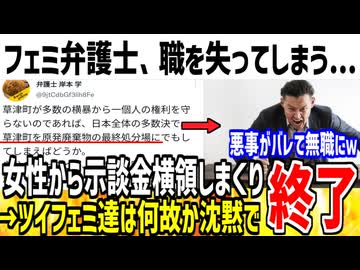 フェミ弁護士、職を失ってしまう...
弁護士 岸本 学
@9jtCdbGf3Iih8Fe
草津町が多数の横暴から一個人の権利を守
らないのであれば、日本全体の多数決で
草津町を原発廃棄物の最終処分場にでもし
てしまえばどうか。
悪事がバレて無職にw
女性から示談金横領しまくり
→ツイフェミ達は何故か沈黙で
終了